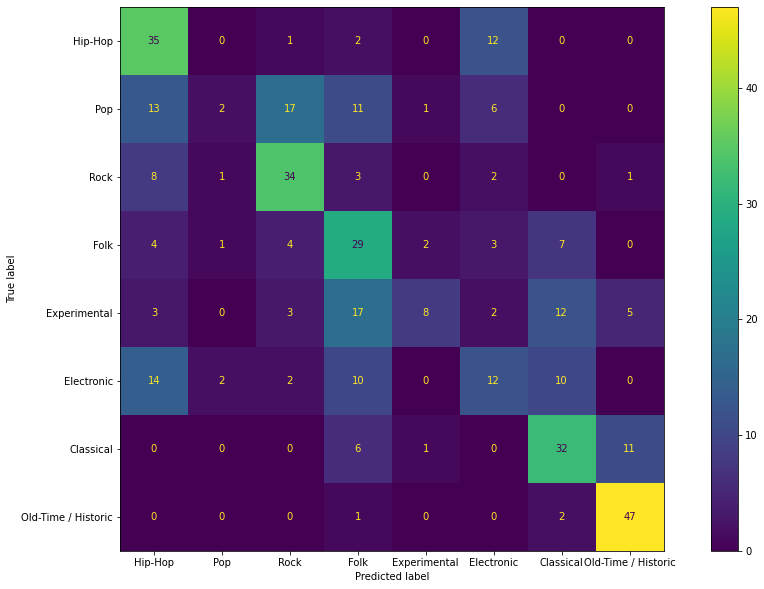 Hip-Hop 35 0 1 2 0 12 0 0
Pop 13 2 17 11 1 6 0 0
Rock 8 1 34 3 0 2 0 1
Folk 4 1 4 29 2 3 7 0
Experimental 3 0 3 17 8 2 12 5
Electronic 14 2 2 10 0 12 10 0
Classical 0 0 0 6 1 0 32 11
Old-Time / Historic 0 0 0 1 0 0 2 47
Hip-Hop Pop Rock Folk Experimental Electronic Classical Old-Time / Historic
Predicted label
True label
40
30
20
10
0